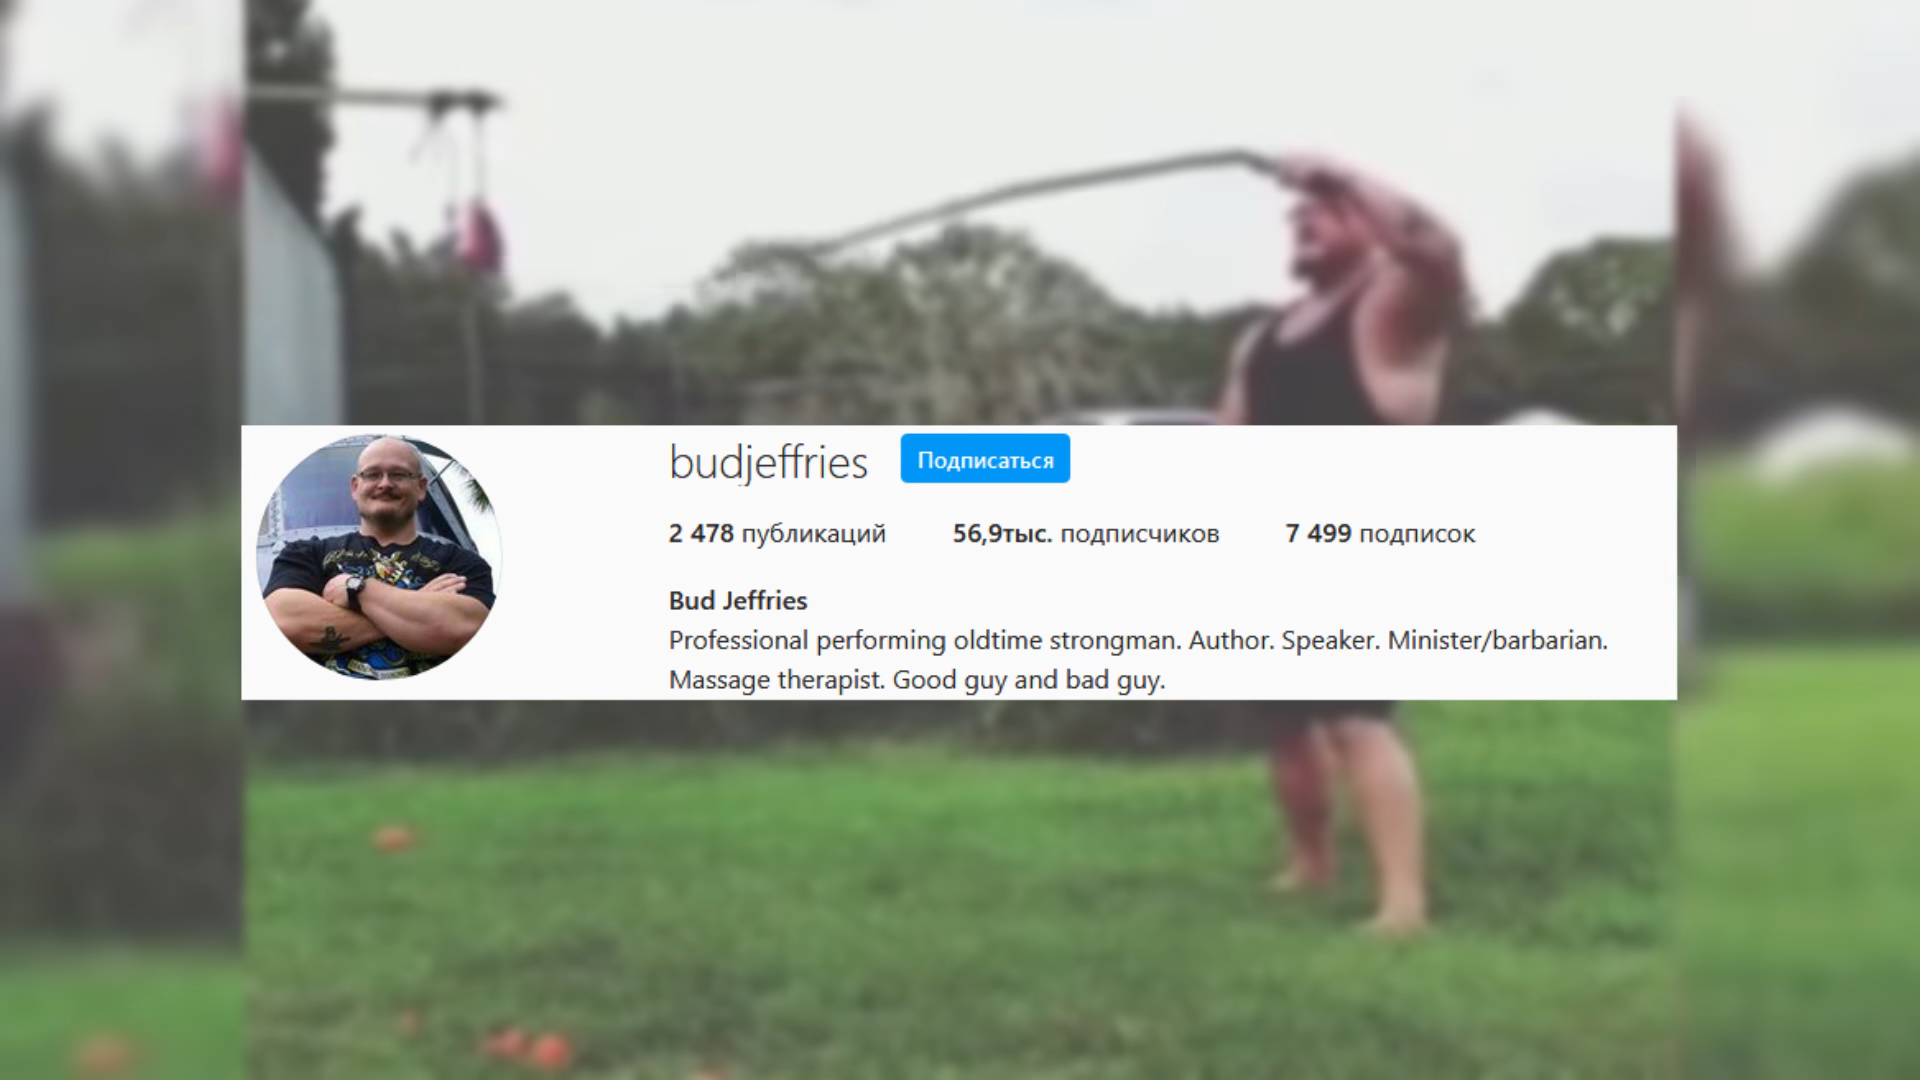 budjeffries Подписаться
2 478 публикаций 56,9тыс. подписчиков 7 499 подписок
Bud Jeffries
Professional performing oldtime strongman. Author. Speaker. Minister/barbarian.
Massage therapist. Good guy and bad guy.